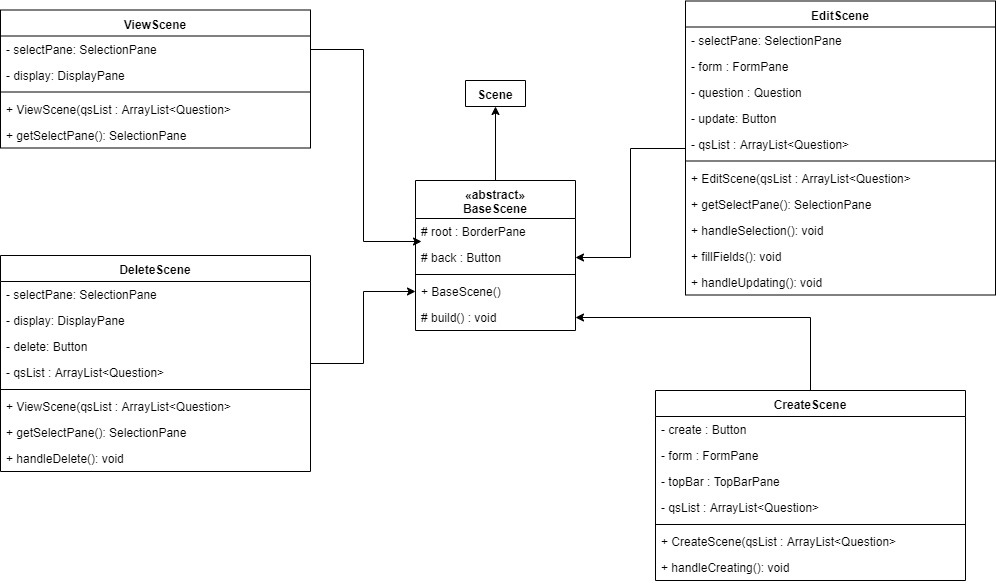 ViewScene
- selectPane: SelectionPane
- display: DisplayPane
+ ViewScene(qsList : ArrayList<Question>
+ getSelectPane(): SelectionPane
EditScene
- selectPane: SelectionPane
- form : FormPane
- question : Question
- update: Button
- qsList : ArrayList<Question>
+ EditScene(qsList : ArrayList<Question>
+ getSelectPane(): SelectionPane
+ handleSelection(): void
+ fillFields(): void
+ handleUpdating(): void
Scene
«abstract»
BaseScene
# root : BorderPane
# back : Button
+ BaseScene()
# build() : void
DeleteScene
- selectPane: SelectionPane
- display: DisplayPane
- delete: Button
- qsList : ArrayList<Question>
+ ViewScene(qsList : ArrayList<Question>
+ getSelectPane(): SelectionPane
+ handleDelete(): void
CreateScene
- create : Button
- form : FormPane
- topBar : TopBarPane
- qsList : ArrayList<Question>
+ CreateScene(qsList : ArrayList<Question>
+ handleCreating(): void